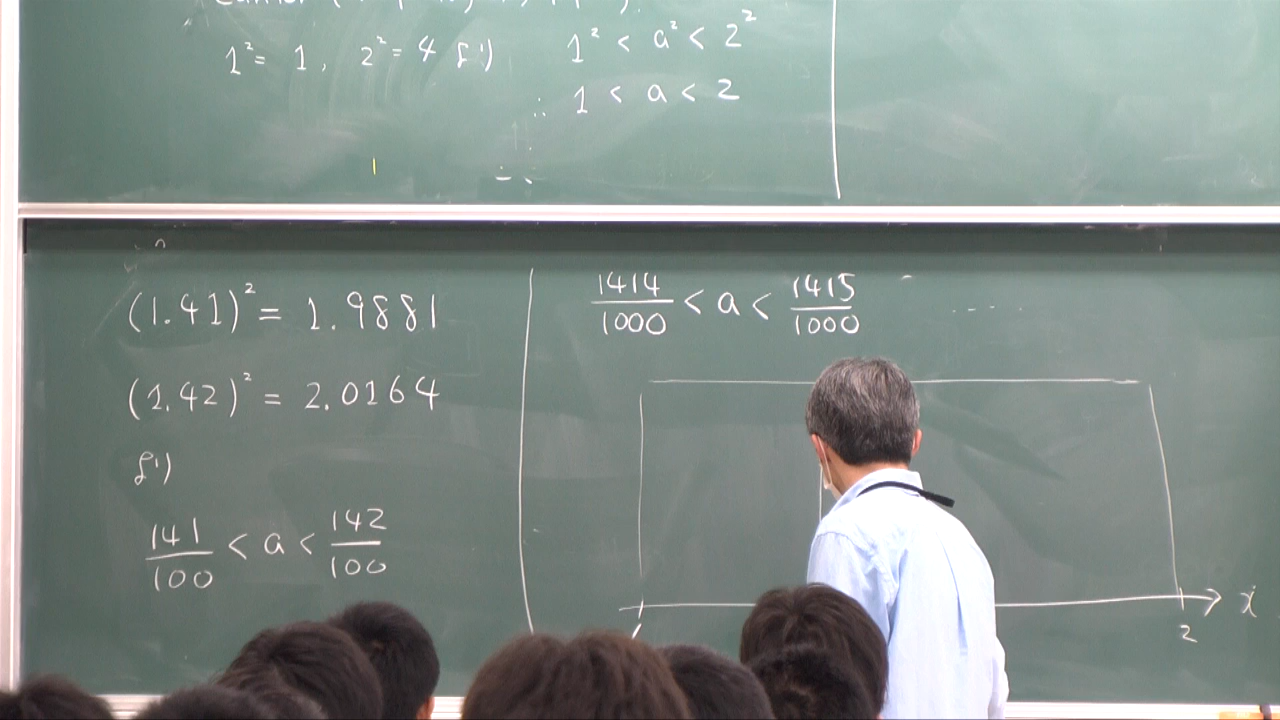 1² = 1, 2² = 4 より 1² < a² < 2²
∴ 1 < a < 2
(1.41)² = 1.9881
(1.42)² = 2.0164
より
141/100 < a < 142/100
1414/1000 < a < 1415/1000 ....
x
2